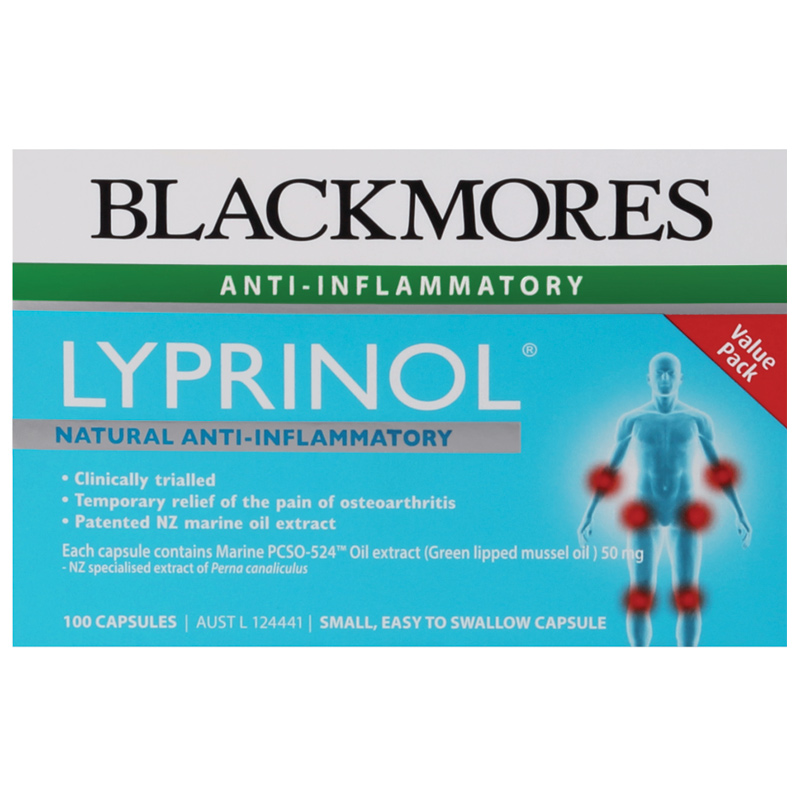 BLACKMORES
ANTI-INFLAMMATORY
LYPRINOL®
Value
Pack
NATURAL ANTI-INFLAMMATORY
• Clinically trialled
• Temporary relief of the pain of osteoarthritis
• Patented NZ marine oil extract
Each capsule contains Marine PCSO-524™ Oil extract (Green lipped mussel oil ) 50 mg
- NZ specialised extract of Perna canaliculus
100 CAPSULES | AUST L 124441 | SMALL, EASY TO SWALLOW CAPSULE